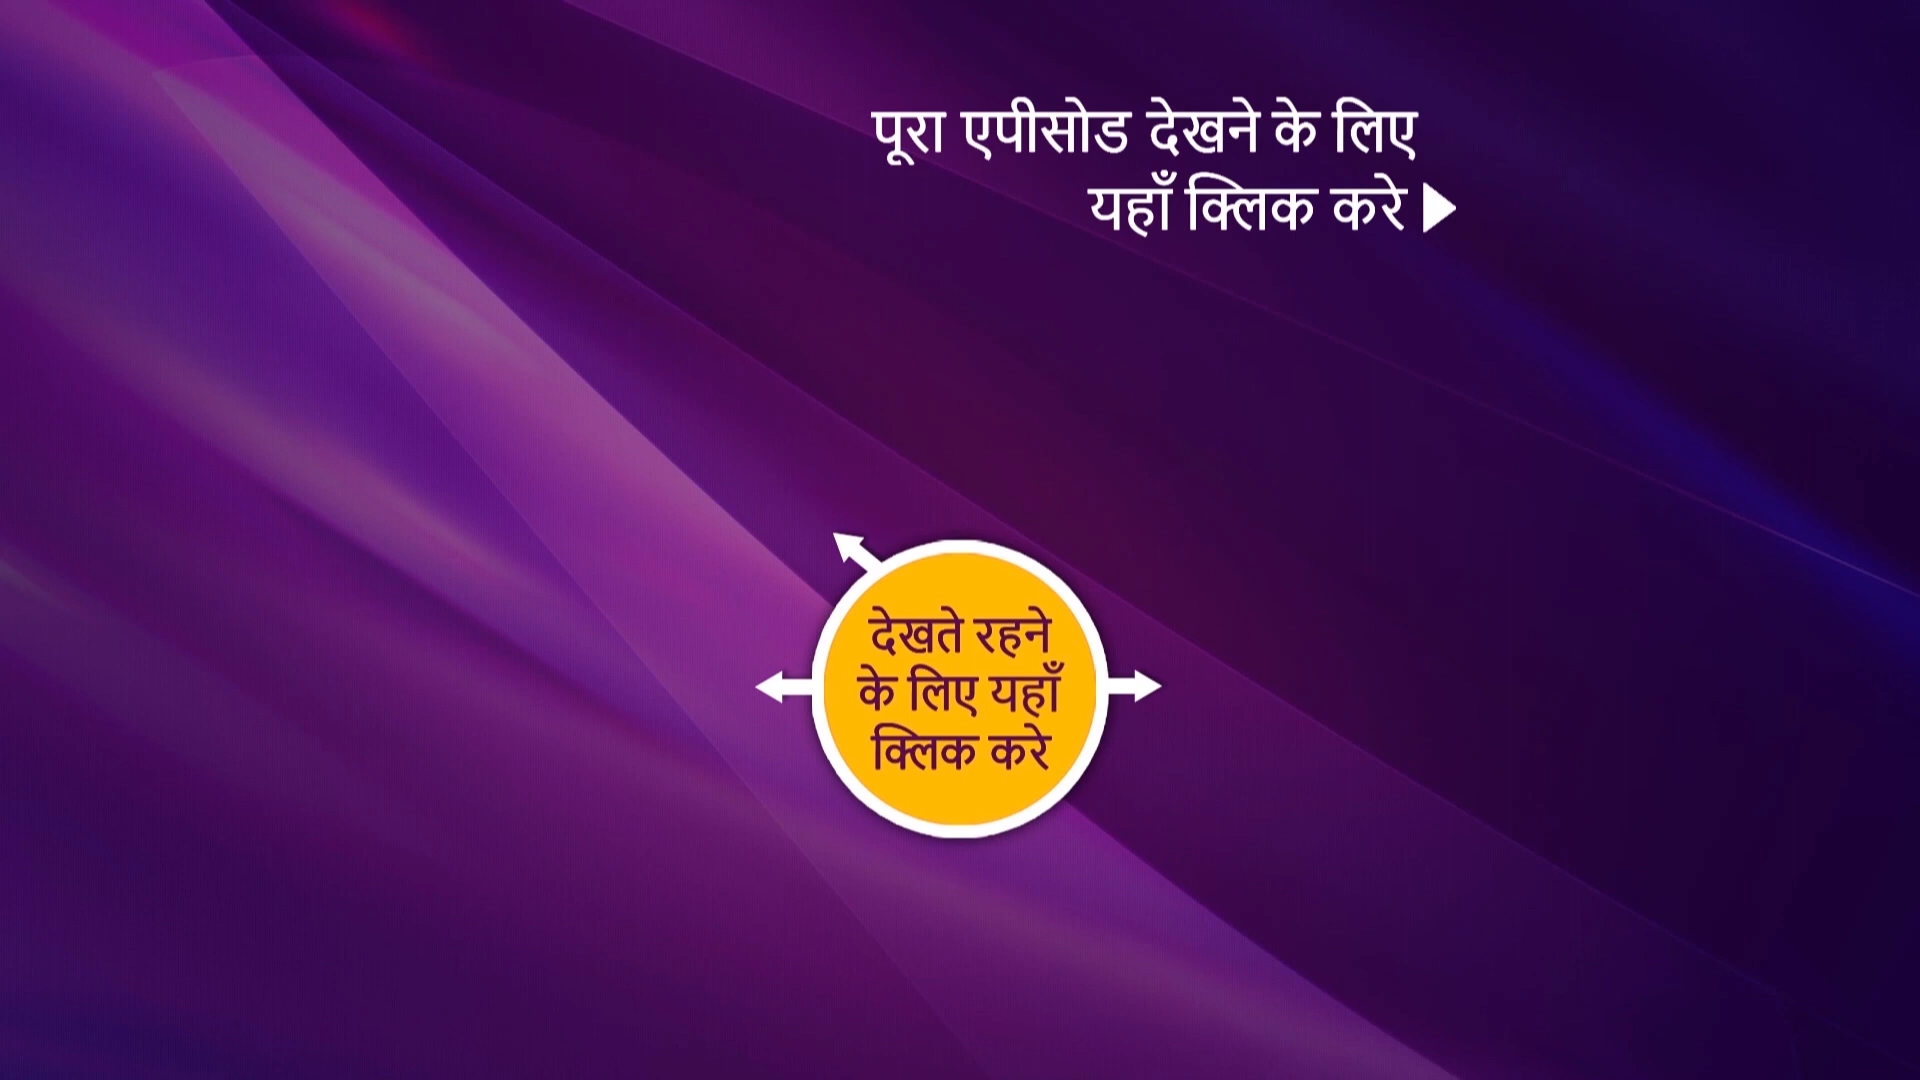 पूरा एपीसोड देखने के लिए
यहाँ क्लिक करे
देखते रहने
के लिए यहाँ
क्लिक करे